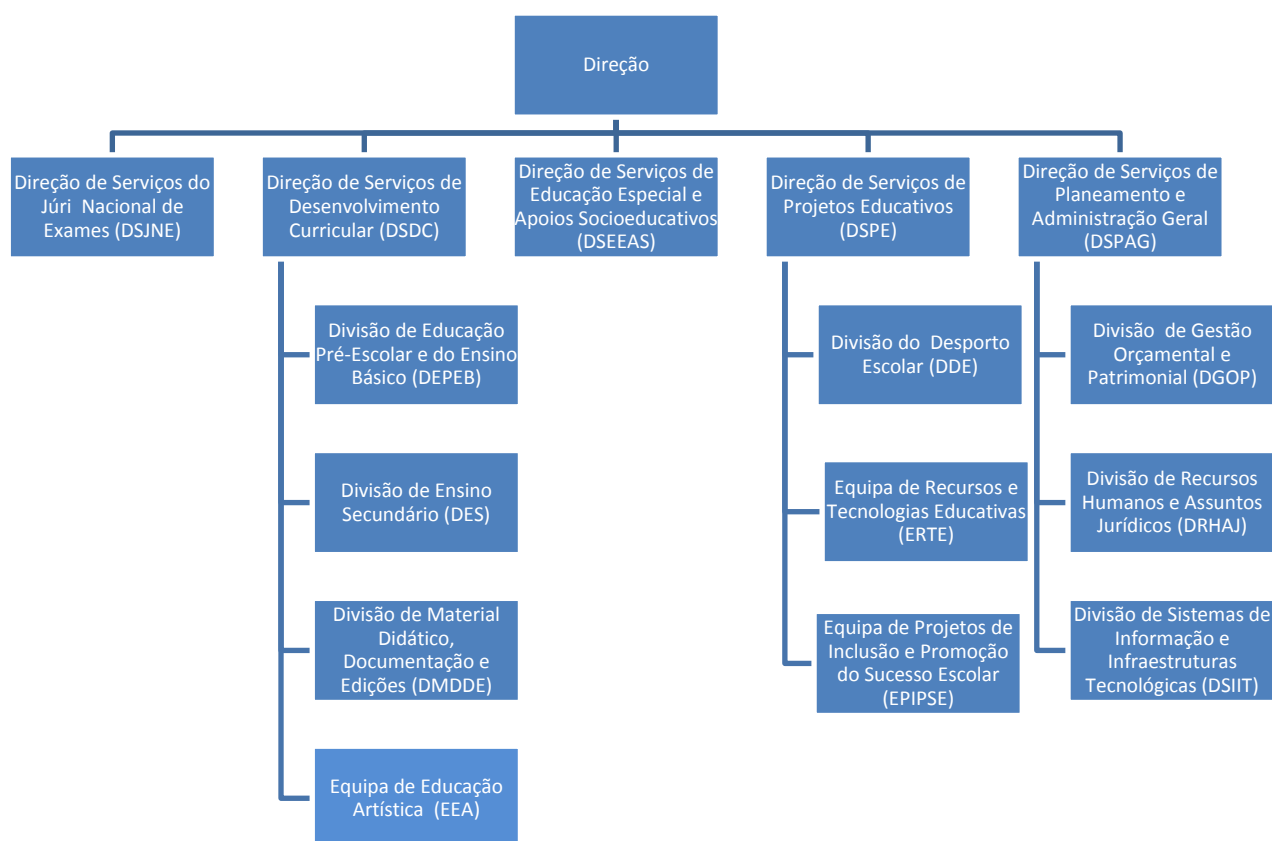 Direção
Direção de Serviços do
Júri Nacional de
Exames (DSJNE)
Direção de Serviços de
Desenvolvimento
Curricular (DSDC)
Direção de Serviços de
Educação Especial e
Apoios Socioeducativos
(DSEEAS)
Direção de Serviços de
Projetos Educativos
(DSPE)
Direção de Serviços de
Planeamento e
Administração Geral
(DSPAG)
Divisão de Educação
Pré-Escolar e do Ensino
Básico (DEPEB)
Divisão de Ensino
Secundário (DES)
Divisão de Material
Didático,
Documentação e
Edições (DMDDE)
Equipa de Educação
Artística (EEA)
Divisão do Desporto
Escolar (DDE)
Equipa de Recursos e
Tecnologias Educativas
(ERTE)
Equipa de Projetos de
Inclusão e Promoção
do Sucesso Escolar
(EPIPSE)
Divisão de Gestão
Orçamental e
Patrimonial (DGOP)
Divisão de Recursos
Humanos e Assuntos
Jurídicos (DRHAJ)
Divisão de Sistemas de
Informação e
Infraestruturas
Tecnológicas (DSIIT)